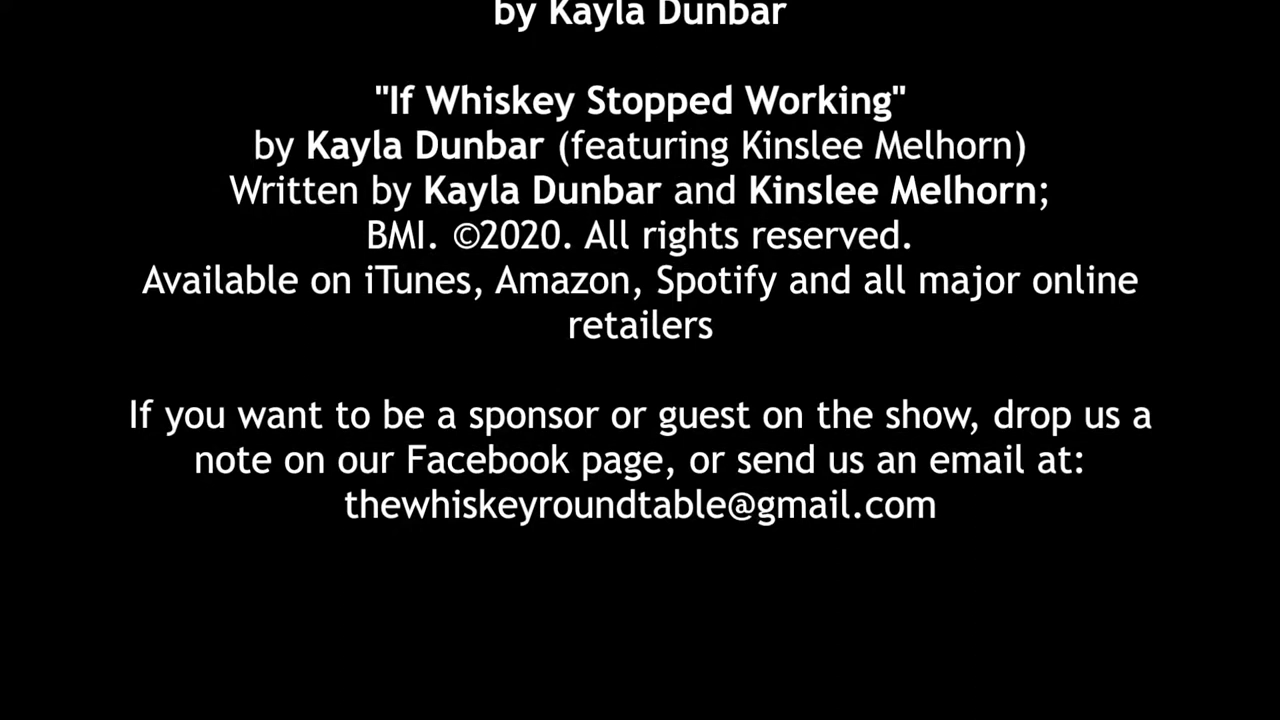 by Kayla Dunbar
"If Whiskey Stopped Working"
by Kayla Dunbar (featuring Kinslee Melhorn)
Written by Kayla Dunbar and Kinslee Melhorn;
BMI. ©2020. All rights reserved.
Available on iTunes, Amazon, Spotify and all major online
retailers
If you want to be a sponsor or guest on the show, drop us a
note on our Facebook page, or send us an email at:
thewhiskeyroundtable@gmail.com